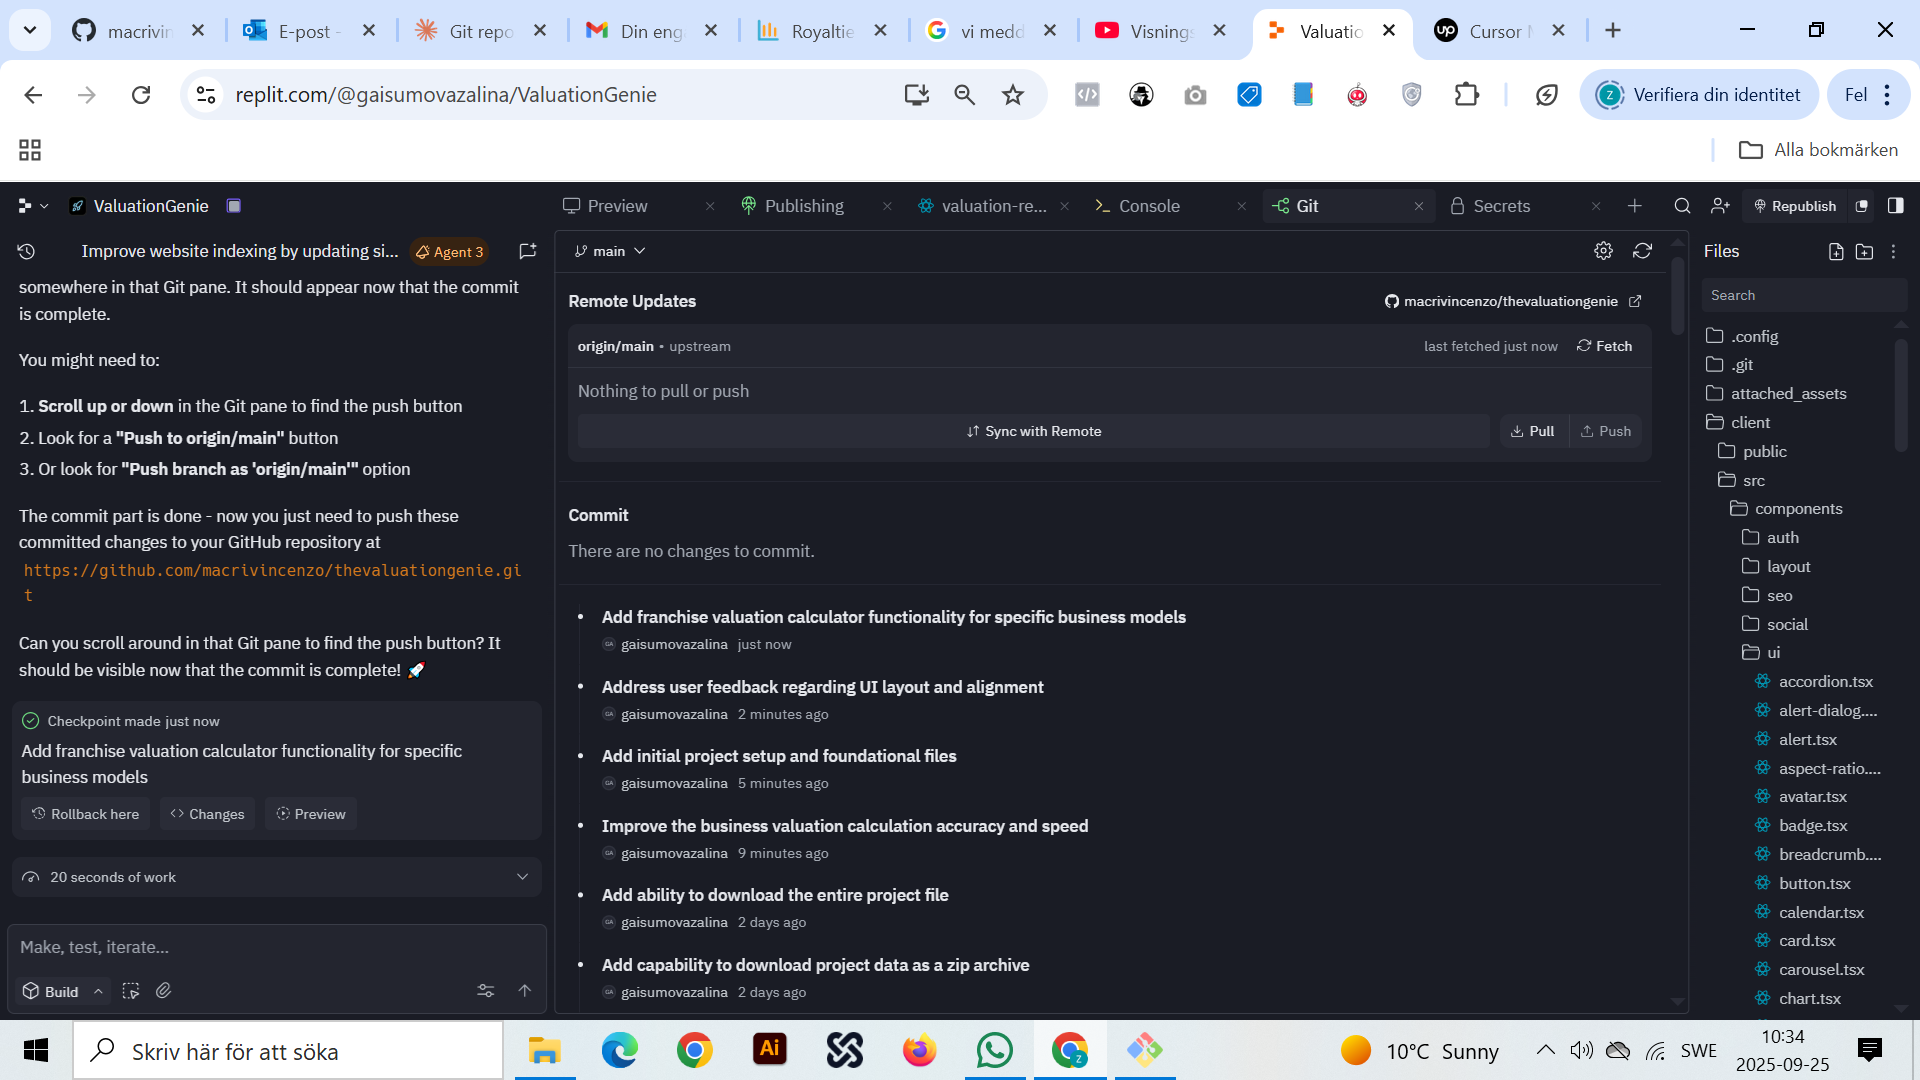 macrivin
E-post -
Git repo
Din eng
Royaltie
vi medd
Visnings
Valuatio
up
Cursor M
replit.com/@gaisumovazalina/ValuationGenie
Z
Verifiera din identitet
Fel
Alla bokmärken
ValuationGenie
Preview
Publishing
valuation-re...
Console
Git
Secrets
Republish
Improve website indexing by updating si...
Agent 3
main
Files
somewhere in that Git pane. It should appear now that the commit
is complete.
You might need to:
1. Scroll up or down in the Git pane to find the push button
2. Look for a "Push to origin/main" button
3. Or look for "Push branch as 'origin/main'" option
The commit part is done - now you just need to push these
committed changes to your GitHub repository at
https://github.com/macrivincenzo/thevaluationgenie.gi
t
Can you scroll around in that Git pane to find the push button? It
should be visible now that the commit is complete! 🚀
Checkpoint made just now
Add franchise valuation calculator functionality for specific
business models
Rollback here
Changes
Preview
20 seconds of work
Make, test, iterate...
Build
Remote Updates
macrivincenzo/thevaluationgenie
origin/main • upstream
last fetched just now
Fetch
Nothing to pull or push
Sync with Remote
Pull
Push
Commit
There are no changes to commit.
Add franchise valuation calculator functionality for specific business models
GA gaisumovazalina just now
Address user feedback regarding UI layout and alignment
GA gaisumovazalina 2 minutes ago
Add initial project setup and foundational files
GA gaisumovazalina 5 minutes ago
Improve the business valuation calculation accuracy and speed
GA gaisumovazalina 9 minutes ago
Add ability to download the entire project file
GA gaisumovazalina 2 days ago
Add capability to download project data as a zip archive
GA gaisumovazalina 2 days ago
Search
.config
.git
attached_assets
client
public
src
components
auth
layout
seo
social
ui
accordion.tsx
alert-dialog....
alert.tsx
aspect-ratio....
avatar.tsx
badge.tsx
breadcrumb....
button.tsx
calendar.tsx
card.tsx
carousel.tsx
chart.tsx
Skriv här för att söka
Ai
Z
10°C Sunny
SWE
10:34
2025-09-25